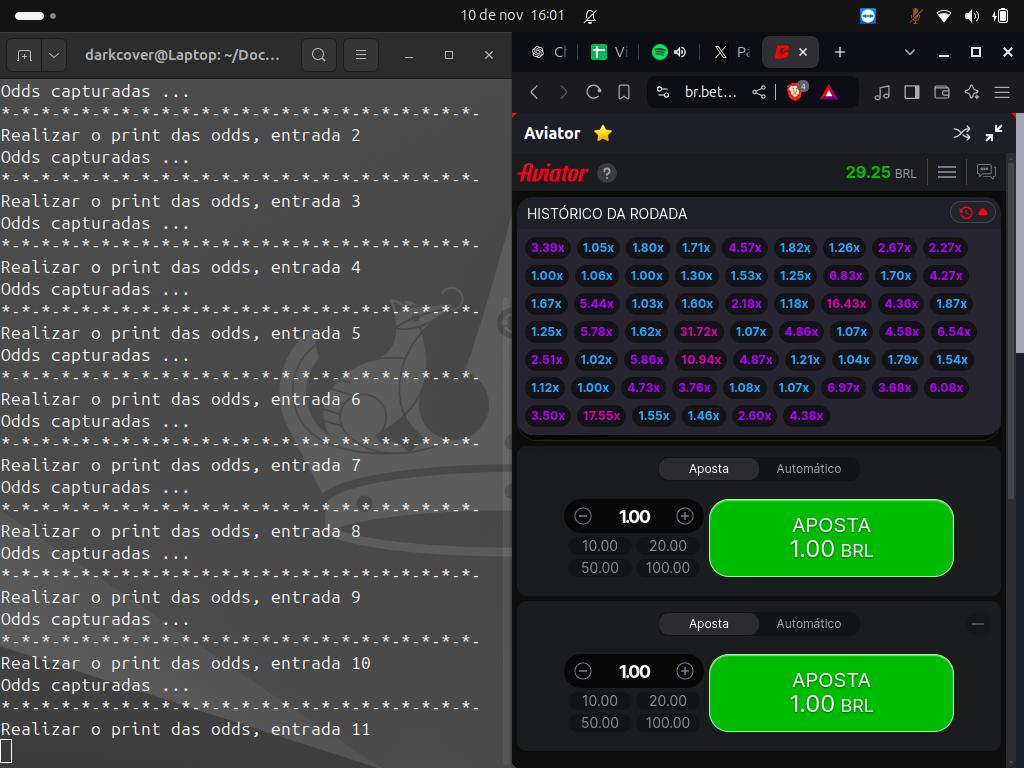 10 de nov 16:01
darkcover@Laptop: ~/Doc...
Odds capturadas ...
*-*-*-*-*-*-*-*-*-*-*-*-*-*-*-*-*-*-*-*-*-*-*-*-
Realizar o print das odds, entrada 2
Odds capturadas ...
*-*-*-*-*-*-*-*-*-*-*-*-*-*-*-*-*-*-*-*-*-*-*-*-
Realizar o print das odds, entrada 3
Odds capturadas ...
*-*-*-*-*-*-*-*-*-*-*-*-*-*-*-*-*-*-*-*-*-*-*-*-
Realizar o print das odds, entrada 4
Odds capturadas ...
*-*-*-*-*-*-*-*-*-*-*-*-*-*-*-*-*-*-*-*-*-*-*-*-
Realizar o print das odds, entrada 5
Odds capturadas ...
*-*-*-*-*-*-*-*-*-*-*-*-*-*-*-*-*-*-*-*-*-*-*-*-
Realizar o print das odds, entrada 6
Odds capturadas ...
*-*-*-*-*-*-*-*-*-*-*-*-*-*-*-*-*-*-*-*-*-*-*-*-
Realizar o print das odds, entrada 7
Odds capturadas ...
*-*-*-*-*-*-*-*-*-*-*-*-*-*-*-*-*-*-*-*-*-*-*-*-
Realizar o print das odds, entrada 8
Odds capturadas ...
*-*-*-*-*-*-*-*-*-*-*-*-*-*-*-*-*-*-*-*-*-*-*-*-
Realizar o print das odds, entrada 9
Odds capturadas ...
*-*-*-*-*-*-*-*-*-*-*-*-*-*-*-*-*-*-*-*-*-*-*-*-
Realizar o print das odds, entrada 10
Odds capturadas ...
*-*-*-*-*-*-*-*-*-*-*-*-*-*-*-*-*-*-*-*-*-*-*-*-
Realizar o print das odds, entrada 11
br.bet...
4
Aviator
Aviator ? 29.25 BRL
HISTÓRICO DA RODADA
3.39x 1.05x 1.80x 1.71x 4.57x 1.82x 1.26x 2.67x 2.27x
1.00x 1.06x 1.00x 1.30x 1.53x 1.25x 6.83x 1.70x 4.27x
1.67x 5.44x 1.03x 1.60x 2.18x 1.18x 16.43x 4.36x 1.87x
1.25x 5.78x 1.62x 31.72x 1.07x 4.86x 1.07x 4.58x 6.54x
2.51x 1.02x 5.86x 10.94x 4.87x 1.21x 1.04x 1.79x 1.54x
1.12x 1.00x 4.73x 3.76x 1.08x 1.07x 6.97x 3.68x 6.08x
3.50x 17.55x 1.55x 1.46x 2.60x 4.38x
Aposta Automático
1.00
10.00 20.00
50.00 100.00
APOSTA
1.00 BRL
Aposta Automático
1.00
10.00 20.00
50.00 100.00
APOSTA
1.00 BRL